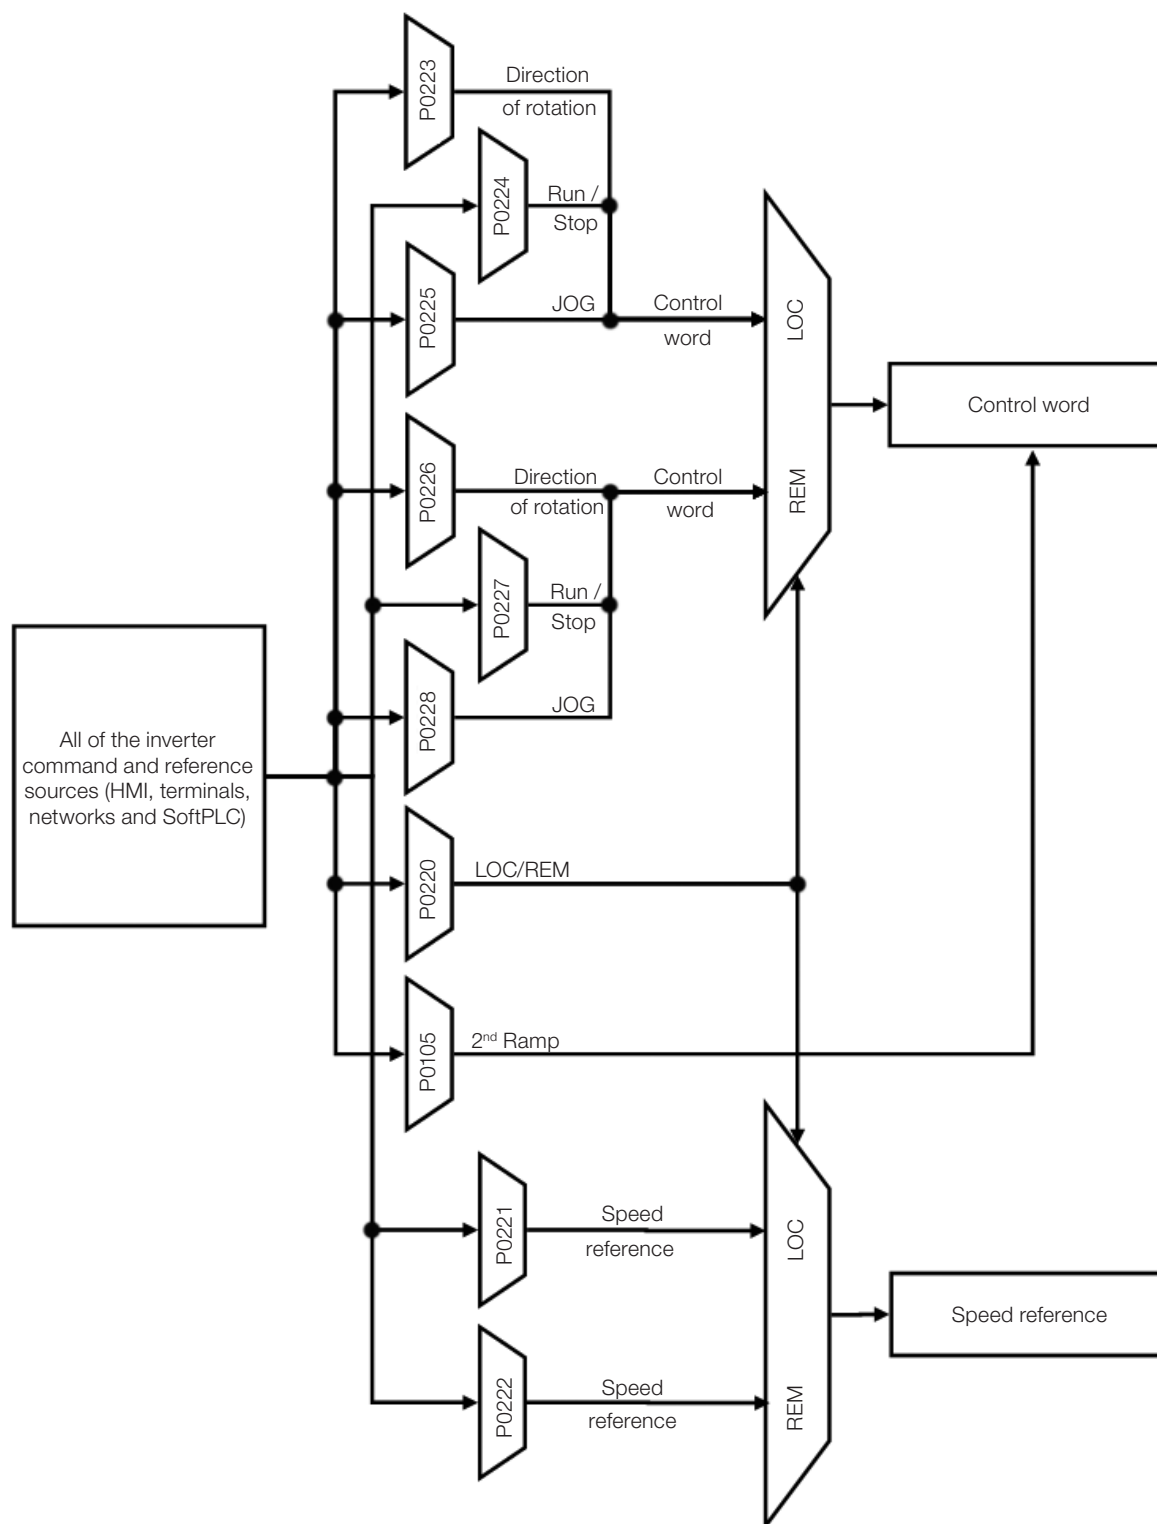 P0223
Direction
of rotation
P0224
Run /
Stop
P0225
JOG
Control
word
LOC
Control word
P0226
Direction
of rotation
Control
word
REM
P0227
Run /
Stop
P0228
JOG
All of the inverter
command and reference
sources (HMI, terminals,
networks and SoftPLC)
P0220
LOC/REM
P0105
2nd Ramp
P0221
Speed
reference
LOC
Speed reference
P0222
Speed
reference
REM